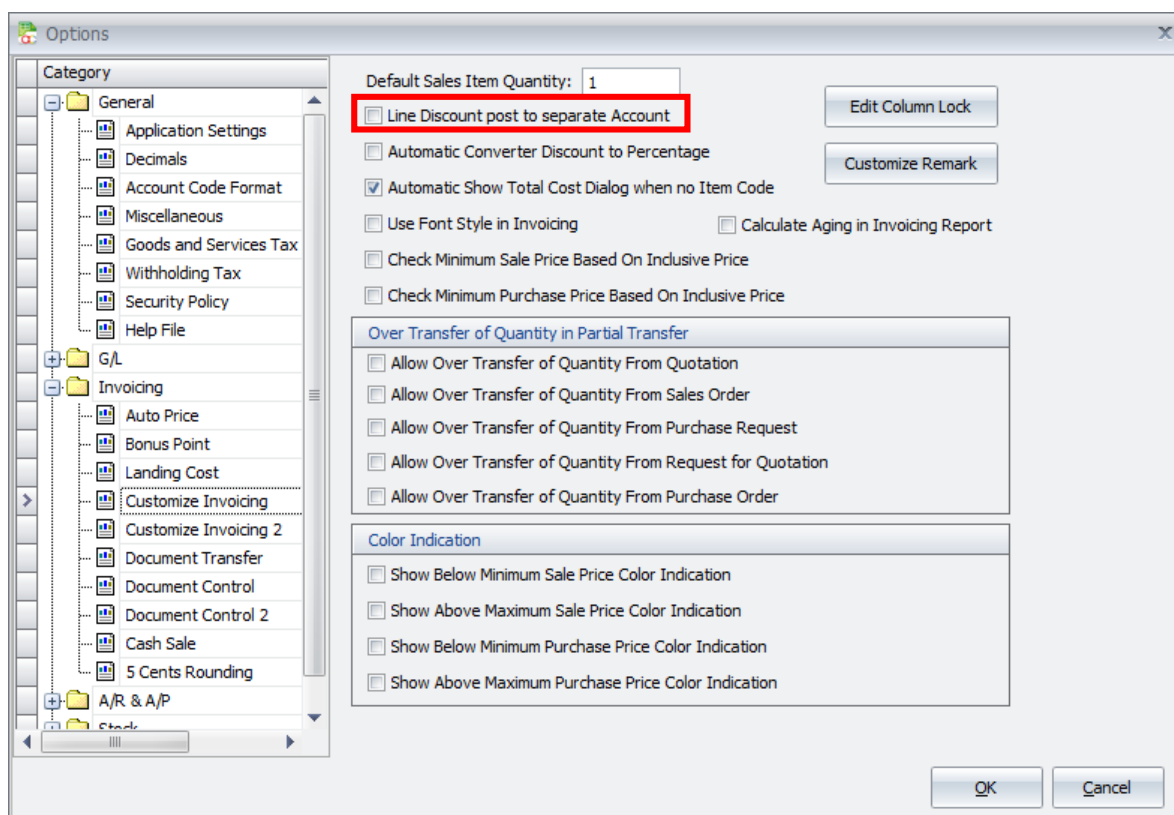 Options
Category
General
Application Settings
Decimals
Account Code Format
Miscellaneous
Goods and Services Tax
Withholding Tax
Security Policy
Help File
G/L
Invoicing
Auto Price
Bonus Point
Landing Cost
Customize Invoicing
Customize Invoicing 2
Document Transfer
Document Control
Document Control 2
Cash Sale
5 Cents Rounding
A/R & A/P
Stock
Default Sales Item Quantity: 1
Line Discount post to separate Account
Edit Column Lock
Automatic Converter Discount to Percentage
Customize Remark
Automatic Show Total Cost Dialog when no Item Code
Use Font Style in Invoicing
Calculate Aging in Invoicing Report
Check Minimum Sale Price Based On Inclusive Price
Check Minimum Purchase Price Based On Inclusive Price
Over Transfer of Quantity in Partial Transfer
Allow Over Transfer of Quantity From Quotation
Allow Over Transfer of Quantity From Sales Order
Allow Over Transfer of Quantity From Purchase Request
Allow Over Transfer of Quantity From Request for Quotation
Allow Over Transfer of Quantity From Purchase Order
Color Indication
Show Below Minimum Sale Price Color Indication
Show Above Maximum Sale Price Color Indication
Show Below Minimum Purchase Price Color Indication
Show Above Maximum Purchase Price Color Indication
OK
Cancel